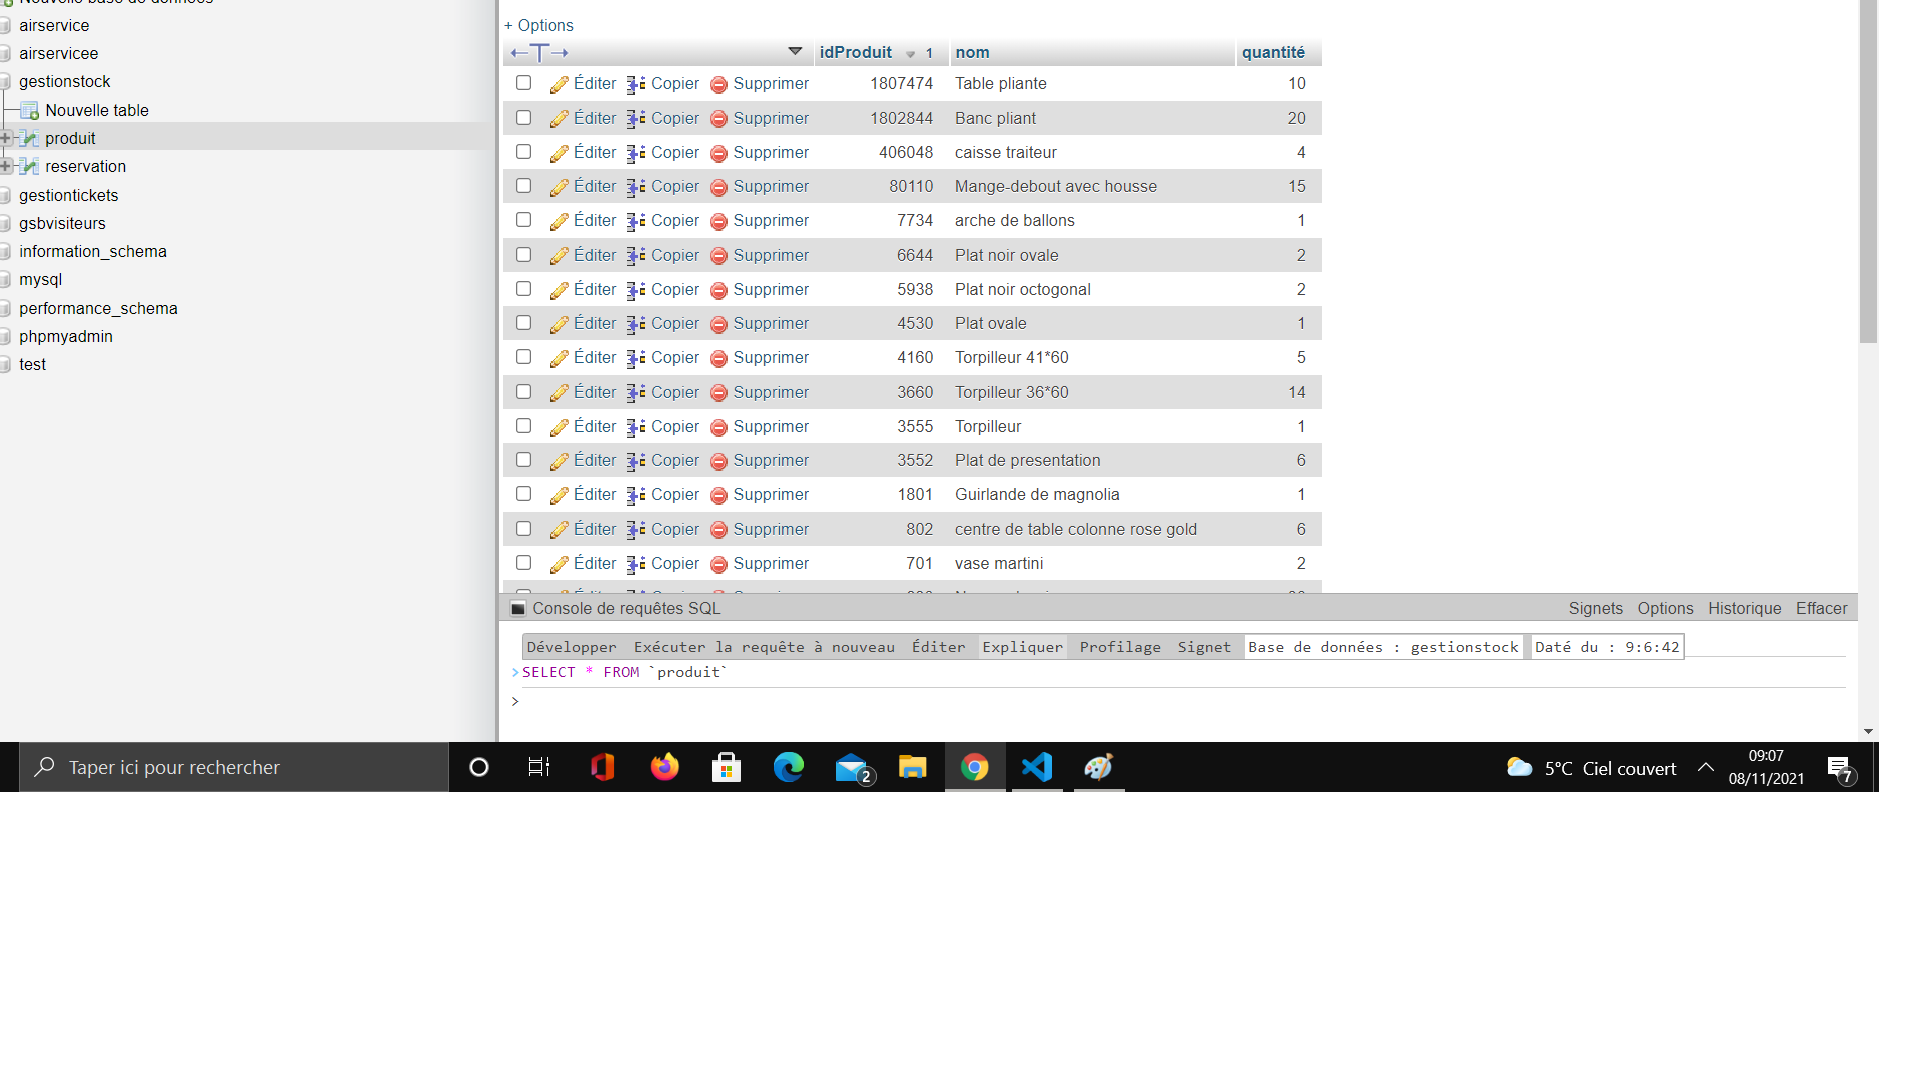 Nouvelle base de données
airservice
airservicee
gestionstock
Nouvelle table
produit
reservation
gestiontickets
gsbvisiteurs
information_schema
mysql
performance_schema
phpmyadmin
test
+ Options
idProduit 1 nom quantité
Éditer Copier Supprimer 1807474 Table pliante 10
Éditer Copier Supprimer 1802844 Banc pliant 20
Éditer Copier Supprimer 406048 caisse traiteur 4
Éditer Copier Supprimer 80110 Mange-debout avec housse 15
Éditer Copier Supprimer 7734 arche de ballons 1
Éditer Copier Supprimer 6644 Plat noir ovale 2
Éditer Copier Supprimer 5938 Plat noir octogonal 2
Éditer Copier Supprimer 4530 Plat ovale 1
Éditer Copier Supprimer 4160 Torpilleur 41*60 5
Éditer Copier Supprimer 3660 Torpilleur 36*60 14
Éditer Copier Supprimer 3555 Torpilleur 1
Éditer Copier Supprimer 3552 Plat de presentation 6
Éditer Copier Supprimer 1801 Guirlande de magnolia 1
Éditer Copier Supprimer 802 centre de table colonne rose gold 6
Éditer Copier Supprimer 701 vase martini 2
Éditer Copier Supprimer
Console de requêtes SQL Signets Options Historique Effacer
Développer Exécuter la requête à nouveau Éditer Expliquer Profilage Signet Base de données : gestionstock Daté du : 9:6:42
>SELECT * FROM `produit`
>
Taper ici pour rechercher 2 5°C Ciel couvert 09:07
08/11/2021 7